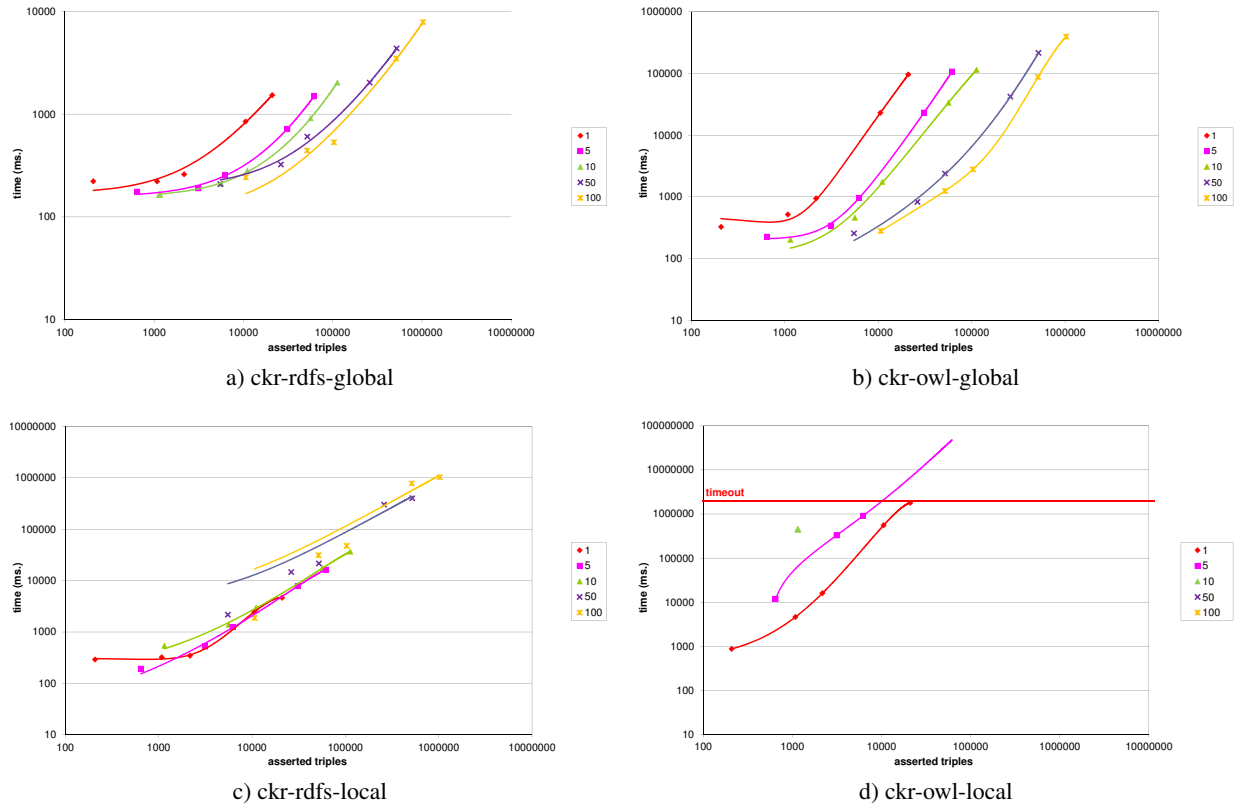 10000
1000
100
10
time (ms.)
100 1000 10000 100000 1000000 10000000
asserted triples
1
5
10
50
100
a) ckr-rdfs-global
1000000
100000
10000
1000
100
10
time (ms.)
100 1000 10000 100000 1000000 10000000
asserted triples
1
5
10
50
100
b) ckr-owl-global
10000000
1000000
100000
10000
1000
100
10
time (ms.)
100 1000 10000 100000 1000000 10000000
asserted triples
1
5
10
50
100
c) ckr-rdfs-local
100000000
10000000
1000000
100000
10000
1000
100
10
time (ms.)
timeout
100 1000 10000 100000 1000000 10000000
asserted triples
1
5
10
50
100
d) ckr-owl-local